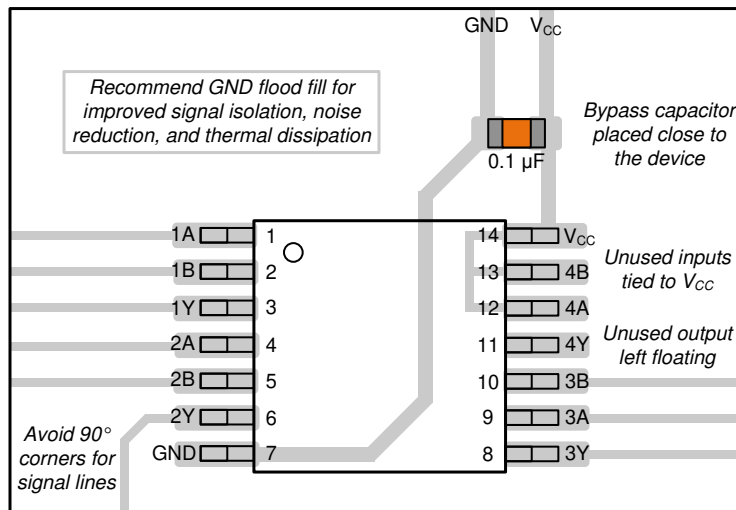 GND VCC
Recommend GND flood fill for
improved signal isolation, noise
reduction, and thermal dissipation
Bypass capacitor
placed close to
the device
0.1 µF
1A 1 14 VCC
1B 2 13 4B
1Y 3 12 4A
2A 4 11 4Y
2B 5 10 3B
2Y 6 9 3A
GND 7 8 3Y
Unused inputs
tied to VCC
Unused output
left floating
Avoid 90°
corners for
signal lines